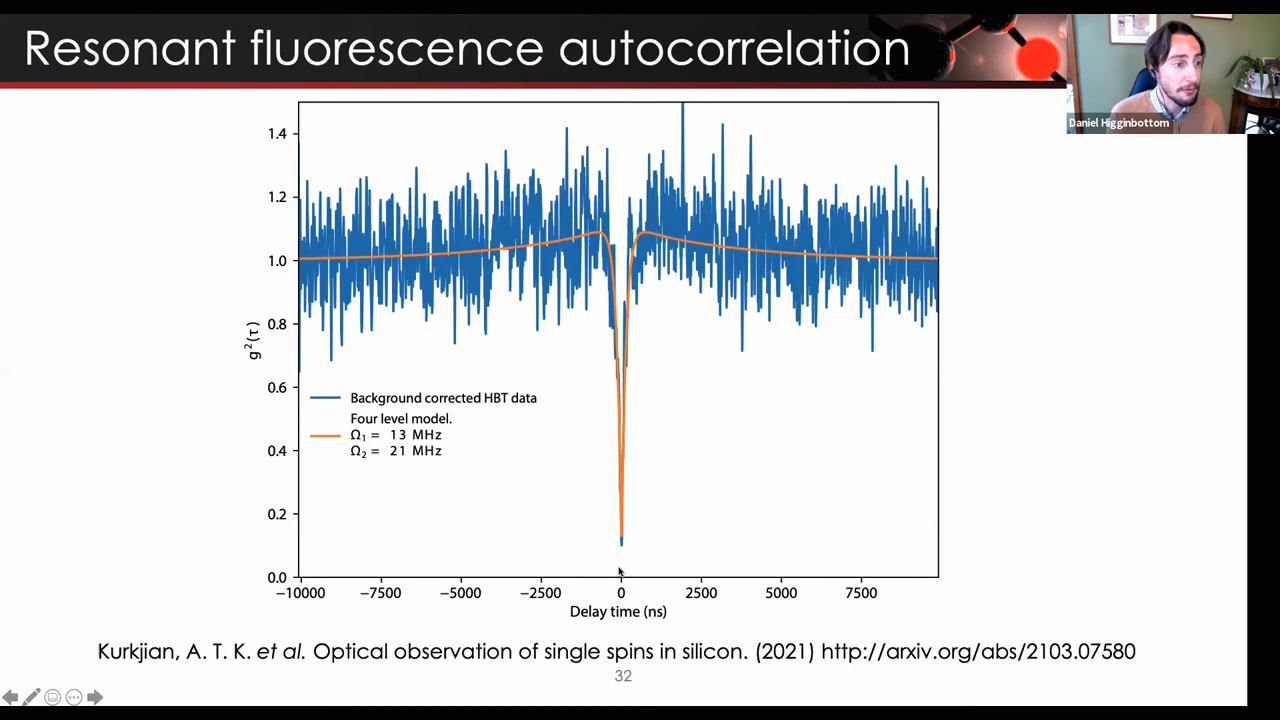 Resonant fluorescence autocorrelation
Daniel Higginbottom
1.4
1.2
1.0
0.8
0.6
0.4
0.2
0.0
g²(τ)
Background corrected HBT data
Four level model.
Ω₁ = 13 MHz
Ω₂ = 21 MHz
−10000 −7500 −5000 −2500 0 2500 5000 7500
Delay time (ns)
Kurkjian, A. T. K. et al. Optical observation of single spins in silicon. (2021) http://arxiv.org/abs/2103.07580
32